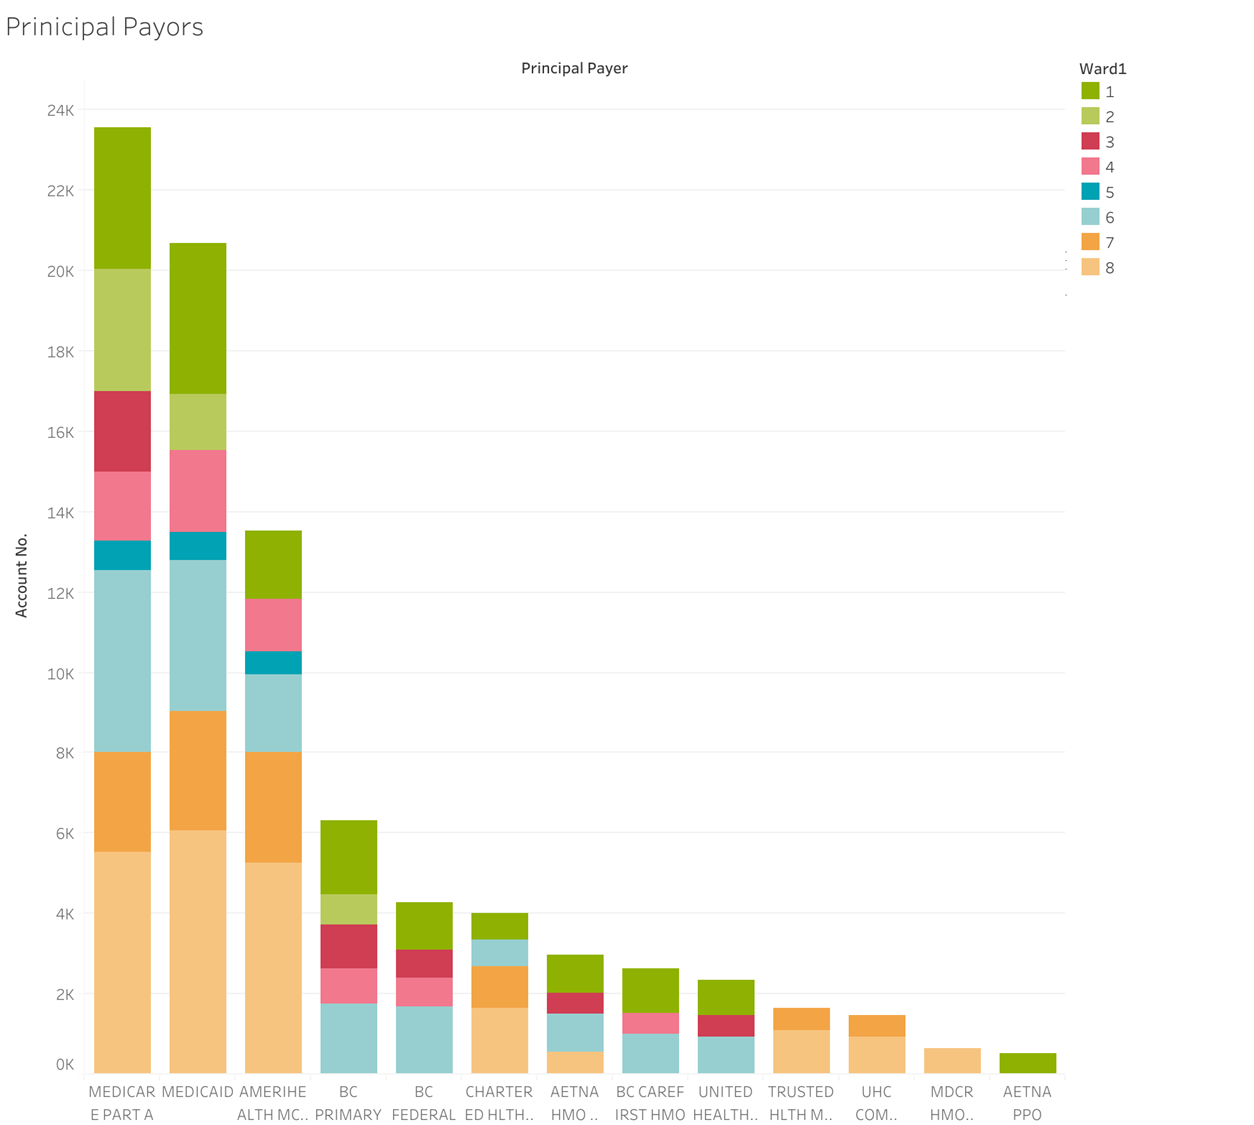 Prinicipal Payors
Principal Payer
Ward1
1
2
3
4
5
6
7
8
24K
22K
20K
18K
16K
14K
12K
10K
8K
6K
4K
2K
0K
Account No.
MEDICAR
E PART A
MEDICAID
AMERIHE
ALTH MC..
BC
PRIMARY
BC
FEDERAL
CHARTER
ED HLTH..
AETNA
HMO ..
BC CAREF
IRST HMO
UNITED
HEALTH..
TRUSTED
HLTH M..
UHC
COM..
MDCR
HMO..
AETNA
PPO